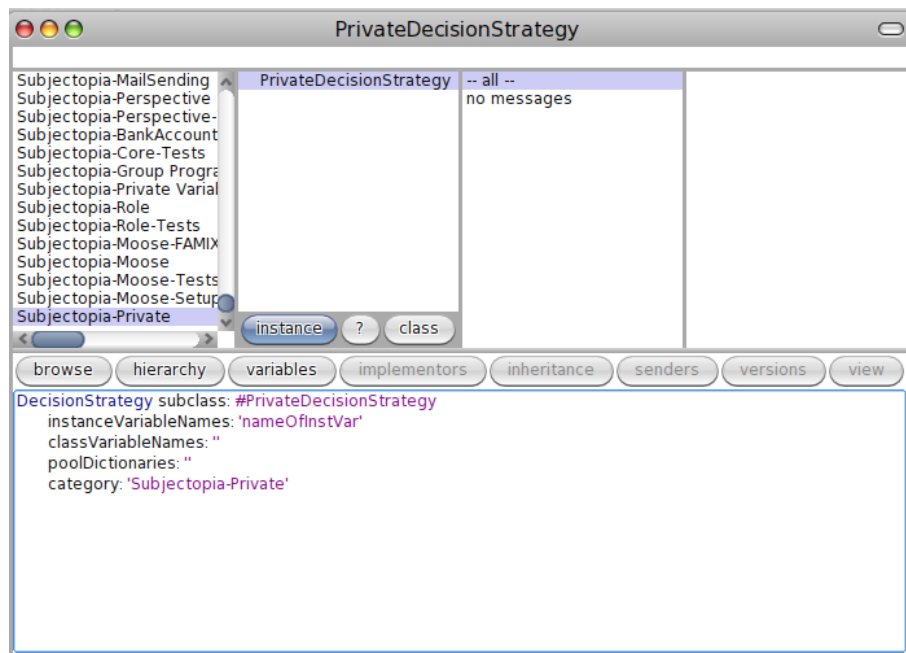 PrivateDecisionStrategy
Subjectopia-MailSending
Subjectopia-Perspective
Subjectopia-Perspective-
Subjectopia-BankAccount
Subjectopia-Core-Tests
Subjectopia-Group Progra
Subjectopia-Private Varial
Subjectopia-Role
Subjectopia-Role-Tests
Subjectopia-Moose-FAMIX
Subjectopia-Moose
Subjectopia-Moose-Tests
Subjectopia-Moose-Setup
Subjectopia-Private
PrivateDecisionStrategy
instance ? class
-- all --
no messages
browse hierarchy variables implementors inheritance senders versions view
DecisionStrategy subclass: #PrivateDecisionStrategy
instanceVariableNames: 'nameOfInstVar'
classVariableNames: ''
poolDictionaries: ''
category: 'Subjectopia-Private'